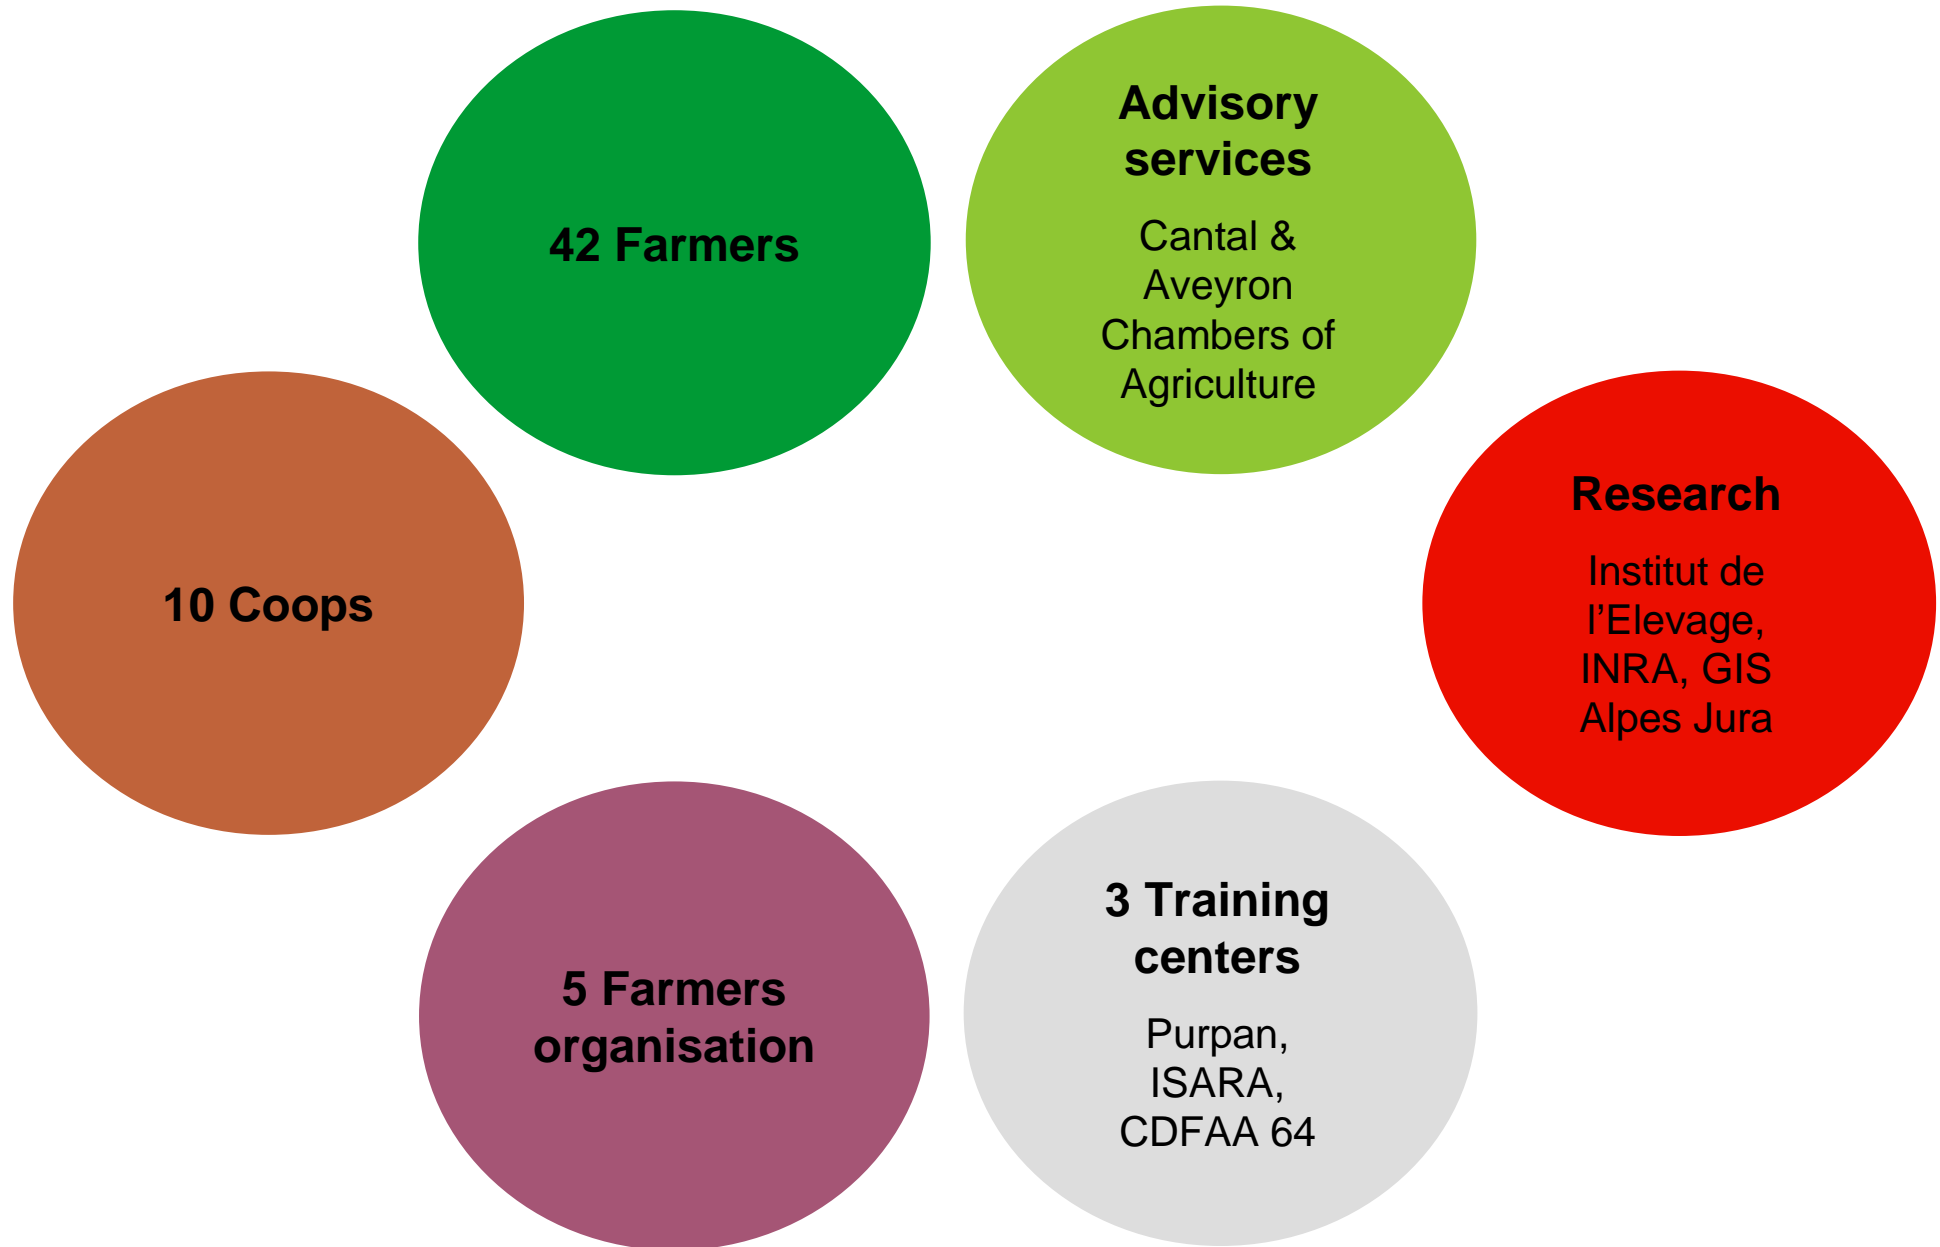 42 Farmers
Advisory
services
Cantal &
Aveyron
Chambers of
Agriculture
Research
Institut de
l’Elevage,
INRA, GIS
Alpes Jura
3 Training
centers
Purpan,
ISARA,
CDFAA 64
5 Farmers
organisation
10 Coops